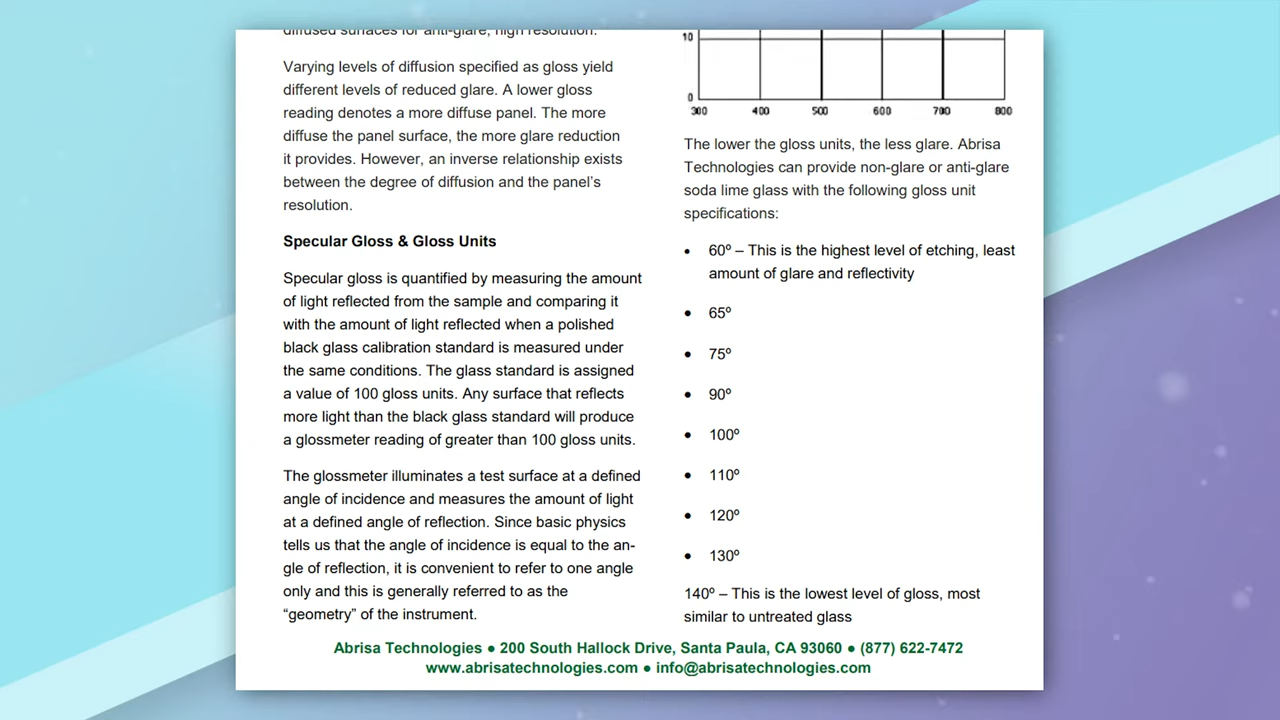 diffused surfaces for anti-glare, high resolution.
Varying levels of diffusion specified as gloss yield
different levels of reduced glare. A lower gloss
reading denotes a more diffuse panel. The more
diffuse the panel surface, the more glare reduction
it provides. However, an inverse relationship exists
between the degree of diffusion and the panel’s
resolution.
Specular Gloss & Gloss Units
Specular gloss is quantified by measuring the amount
of light reflected from the sample and comparing it
with the amount of light reflected when a polished
black glass calibration standard is measured under
the same conditions. The glass standard is assigned
a value of 100 gloss units. Any surface that reflects
more light than the black glass standard will produce
a glossmeter reading of greater than 100 gloss units.
The glossmeter illuminates a test surface at a defined
angle of incidence and measures the amount of light
at a defined angle of reflection. Since basic physics
tells us that the angle of incidence is equal to the an-
gle of reflection, it is convenient to refer to one angle
only and this is generally referred to as the
“geometry” of the instrument.
10
0
300 400 500 600 700 800
The lower the gloss units, the less glare. Abrisa
Technologies can provide non-glare or anti-glare
soda lime glass with the following gloss unit
specifications:
• 60º – This is the highest level of etching, least
amount of glare and reflectivity
• 65º
• 75º
• 90º
• 100º
• 110º
• 120º
• 130º
140º – This is the lowest level of gloss, most
similar to untreated glass
Abrisa Technologies ● 200 South Hallock Drive, Santa Paula, CA 93060 ● (877) 622-7472
www.abrisatechnologies.com ● info@abrisatechnologies.com